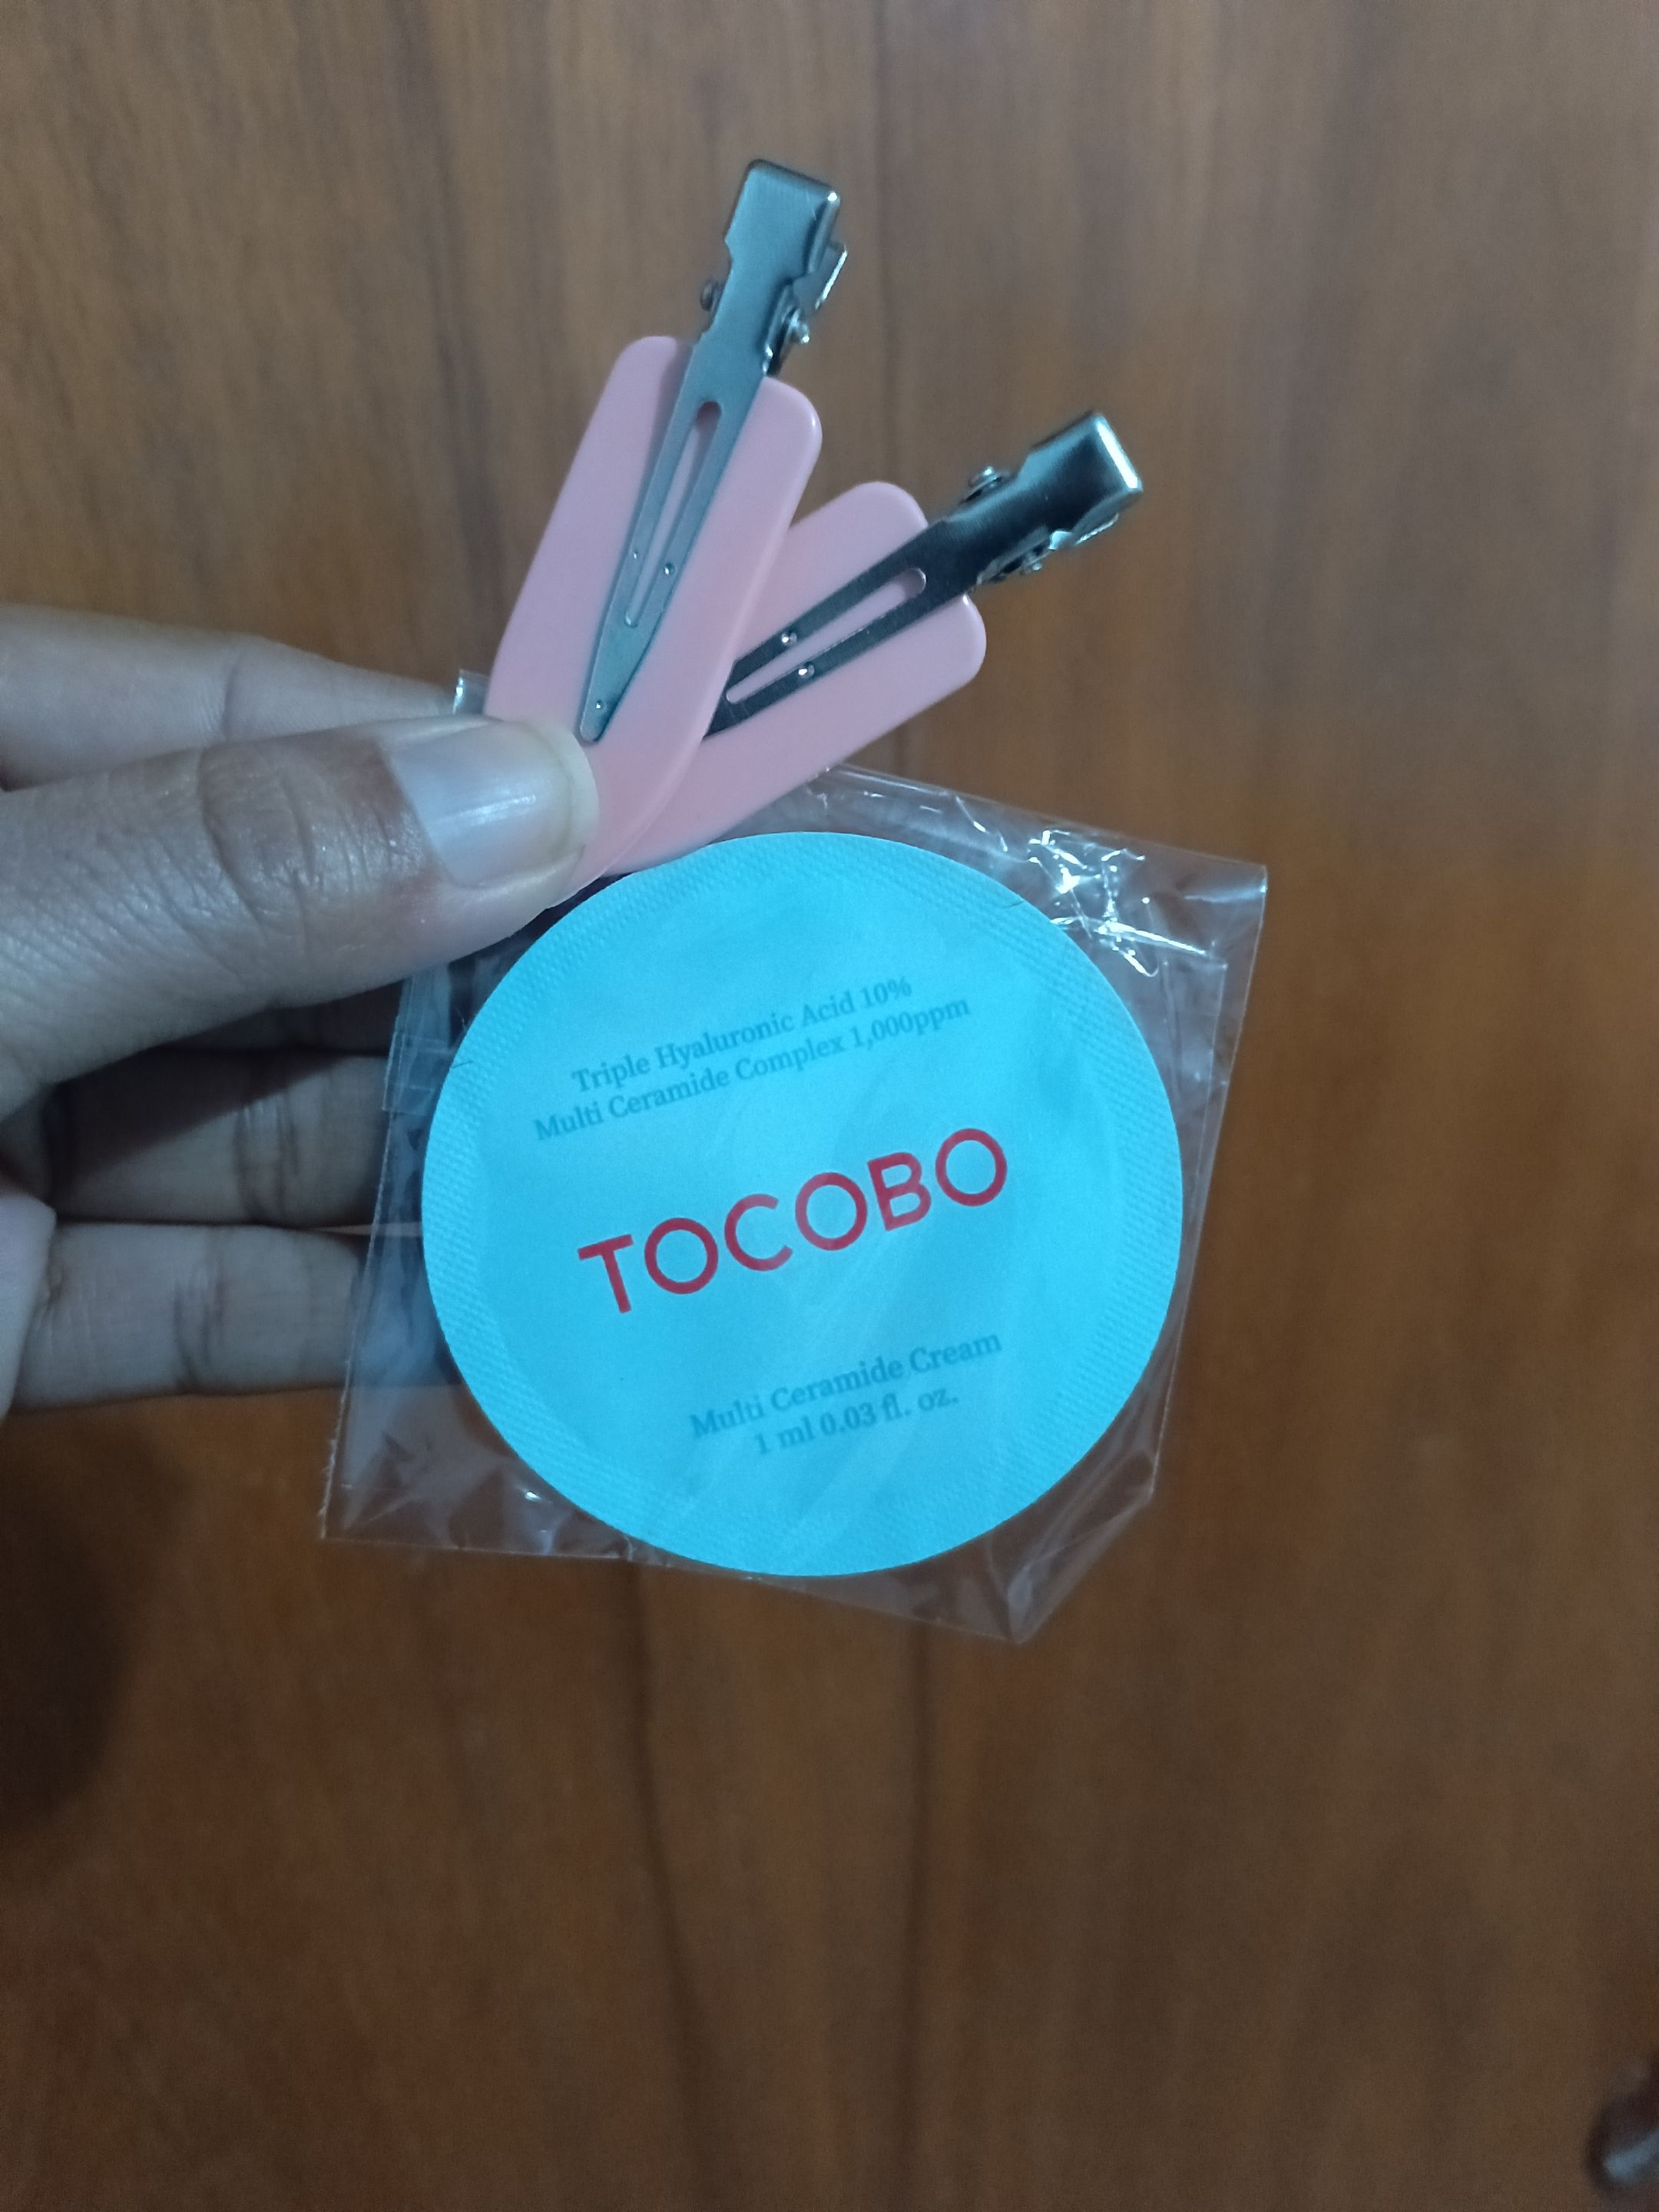 Triple Hyaluronic Acid 10%
Multi Ceramide Complex 1,000ppm
TOCOBO
Multi Ceramide Cream
1 ml 0.03 fl. oz.